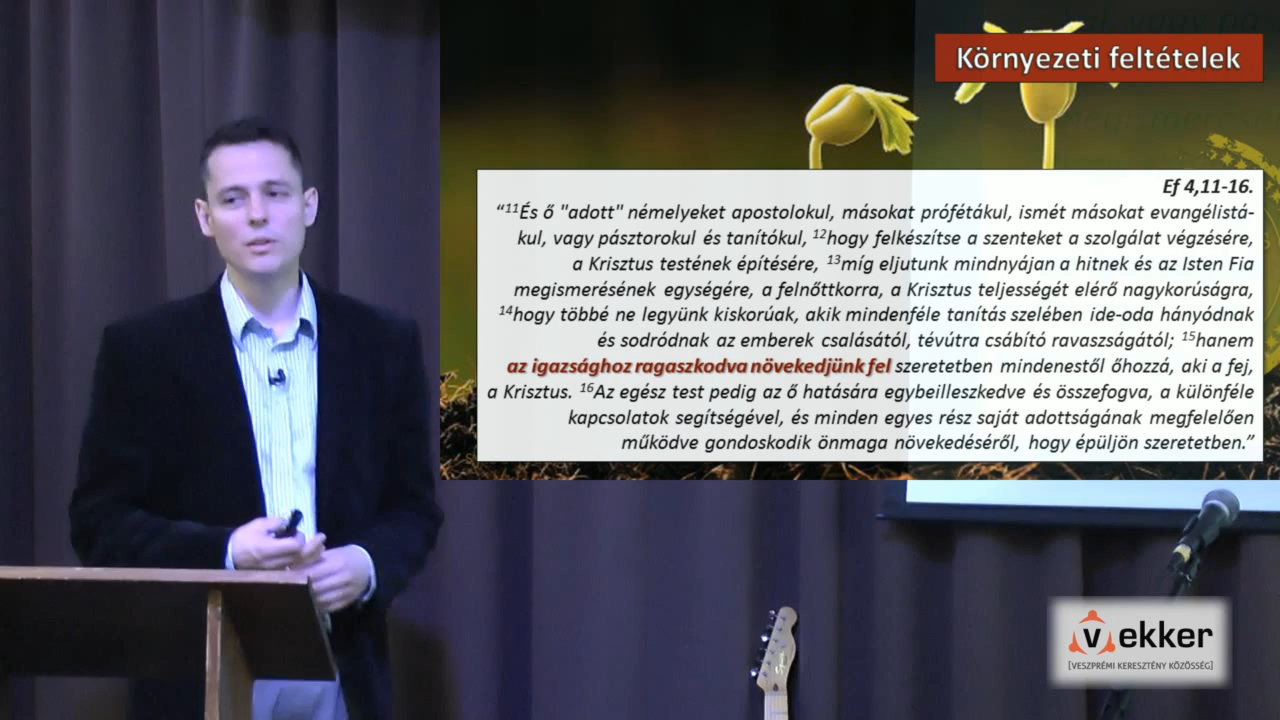 Környezeti feltételek
Ef 4,11-16.
“¹¹És ő "adott" némelyeket apostolokul, másokat prófétákul, ismét másokat evangélistá-
kul, vagy pásztorokul és tanítókul, ¹²hogy felkészítse a szenteket a szolgálat végzésére,
a Krisztus testének építésére, ¹³míg eljutunk mindnyájan a hitnek és az Isten Fia
megismerésének egységére, a felnőttkorra, a Krisztus teljességét elérő nagykorúságra,
¹⁴hogy többé ne legyünk kiskorúak, akik mindenféle tanítás szelében ide-oda hányódnak
és sodródnak az emberek csalásától, tévútra csábító ravaszságától; ¹⁵hanem
az igazsághoz ragaszkodva növekedjünk fel szeretetben mindenestől őhozzá, aki a fej,
a Krisztus. ¹⁶Az egész test pedig az ő hatására egybeilleszkedve és összefogva, a különféle
kapcsolatok segítségével, és minden egyes rész saját adottságának megfelelően
működve gondoskodik önmaga növekedéséről, hogy épüljön szeretetben.”
vekker
[VESZPRÉMI KERESZTÉNY KÖZÖSSÉG]